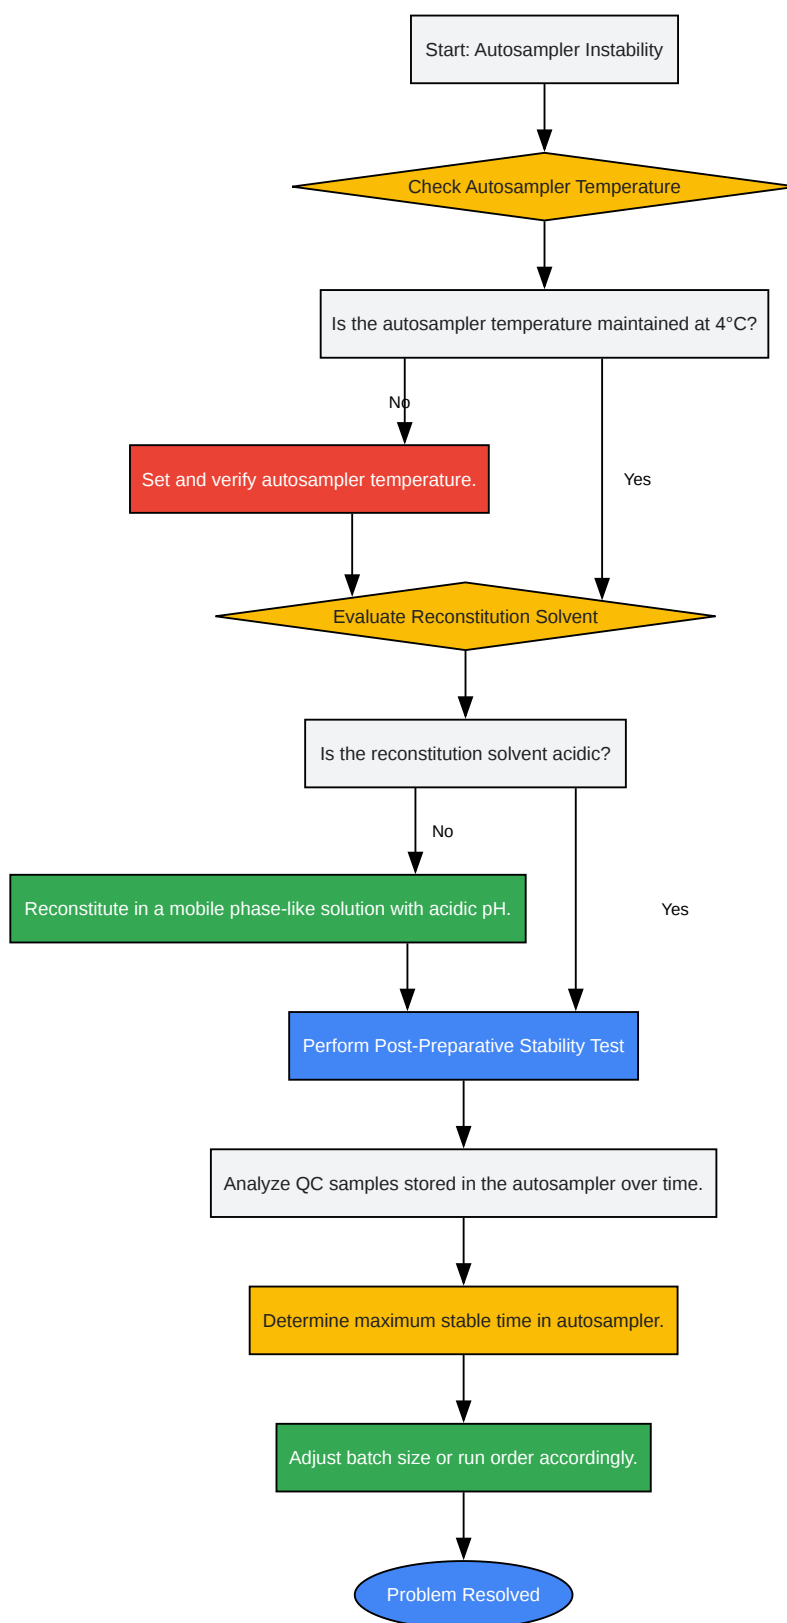 Start: Autosampler Instability
Check Autosampler Temperature
Is the autosampler temperature maintained at 4°C?
No
Set and verify autosampler temperature.
Yes
Evaluate Reconstitution Solvent
Is the reconstitution solvent acidic?
No
Reconstitute in a mobile phase-like solution with acidic pH.
Yes
Perform Post-Preparative Stability Test
Analyze QC samples stored in the autosampler over time.
Determine maximum stable time in autosampler.
Adjust batch size or run order accordingly.
Problem Resolved